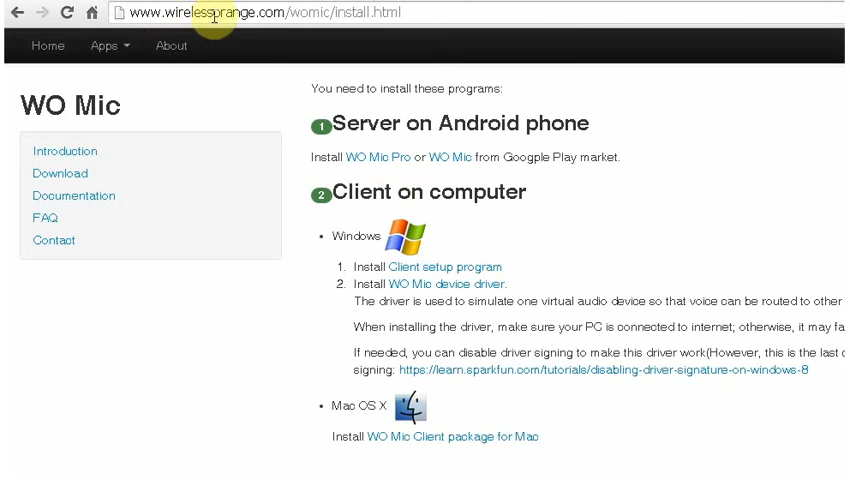 www.wirelessorange.com/womic/install.html
Home Apps About
WO Mic
Introduction
Download
Documentation
FAQ
Contact
You need to install these programs:
1 Server on Android phone
Install WO Mic Pro or WO Mic from Googple Play market.
2 Client on computer
Windows
1. Install Client setup program
2. Install WO Mic device driver.
The driver is used to simulate one virtual audio device so that voice can be routed to other
When installing the driver, make sure your PC is connected to internet; otherwise, it may fa
If needed, you can disable driver signing to make this driver work(However, this is the last
signing: https://learn.sparkfun.com/tutorials/disabling-driver-signature-on-windows-8
Mac OS X
Install WO Mic Client package for Mac